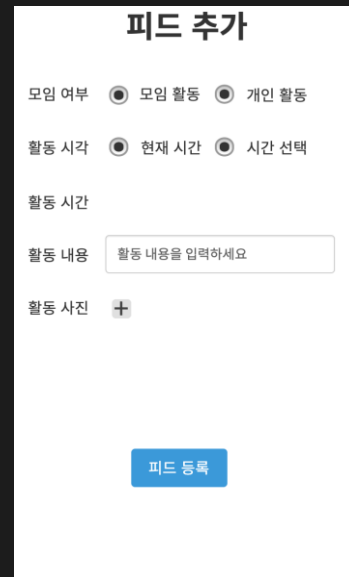 피드 추가
모임 여부 모임 활동 개인 활동
활동 시각 현재 시간 시간 선택
활동 시간
활동 내용 활동 내용을 입력하세요
활동 사진 +
피드 등록